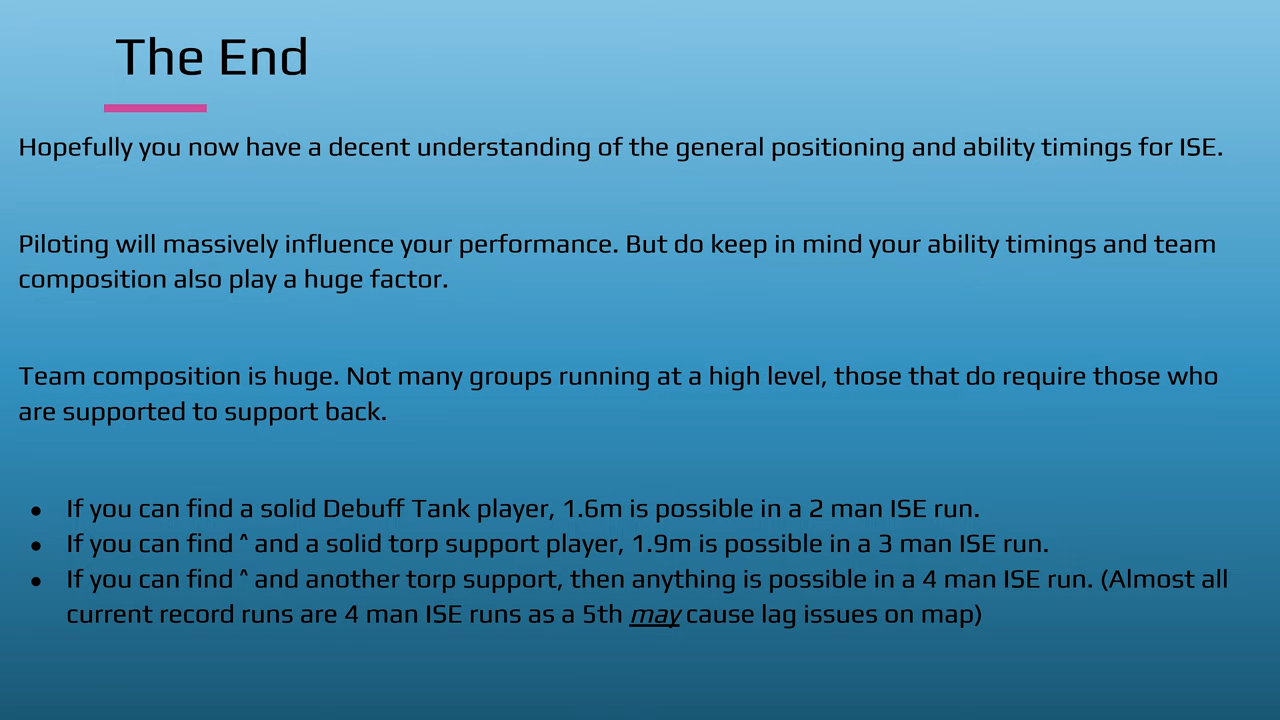 The End
Hopefully you now have a decent understanding of the general positioning and ability timings for ISE.
Piloting will massively influence your performance. But do keep in mind your ability timings and team
composition also play a huge factor.
Team composition is huge. Not many groups running at a high level, those that do require those who
are supported to support back.
● If you can find a solid Debuff Tank player, 1.6m is possible in a 2 man ISE run.
● If you can find ^ and a solid torp support player, 1.9m is possible in a 3 man ISE run.
● If you can find ^ and another torp support, then anything is possible in a 4 man ISE run. (Almost all
current record runs are 4 man ISE runs as a 5th may cause lag issues on map)